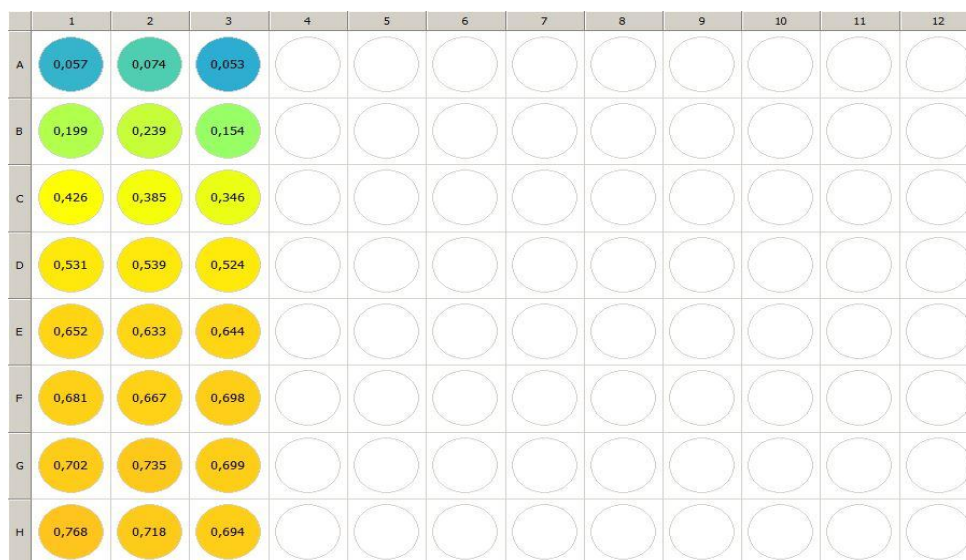 1 2 3 4 5 6 7 8 9 10 11 12
A 0,057 0,074 0,053
B 0,199 0,239 0,154
C 0,426 0,385 0,346
D 0,531 0,539 0,524
E 0,652 0,633 0,644
F 0,681 0,667 0,698
G 0,702 0,735 0,699
H 0,768 0,718 0,694